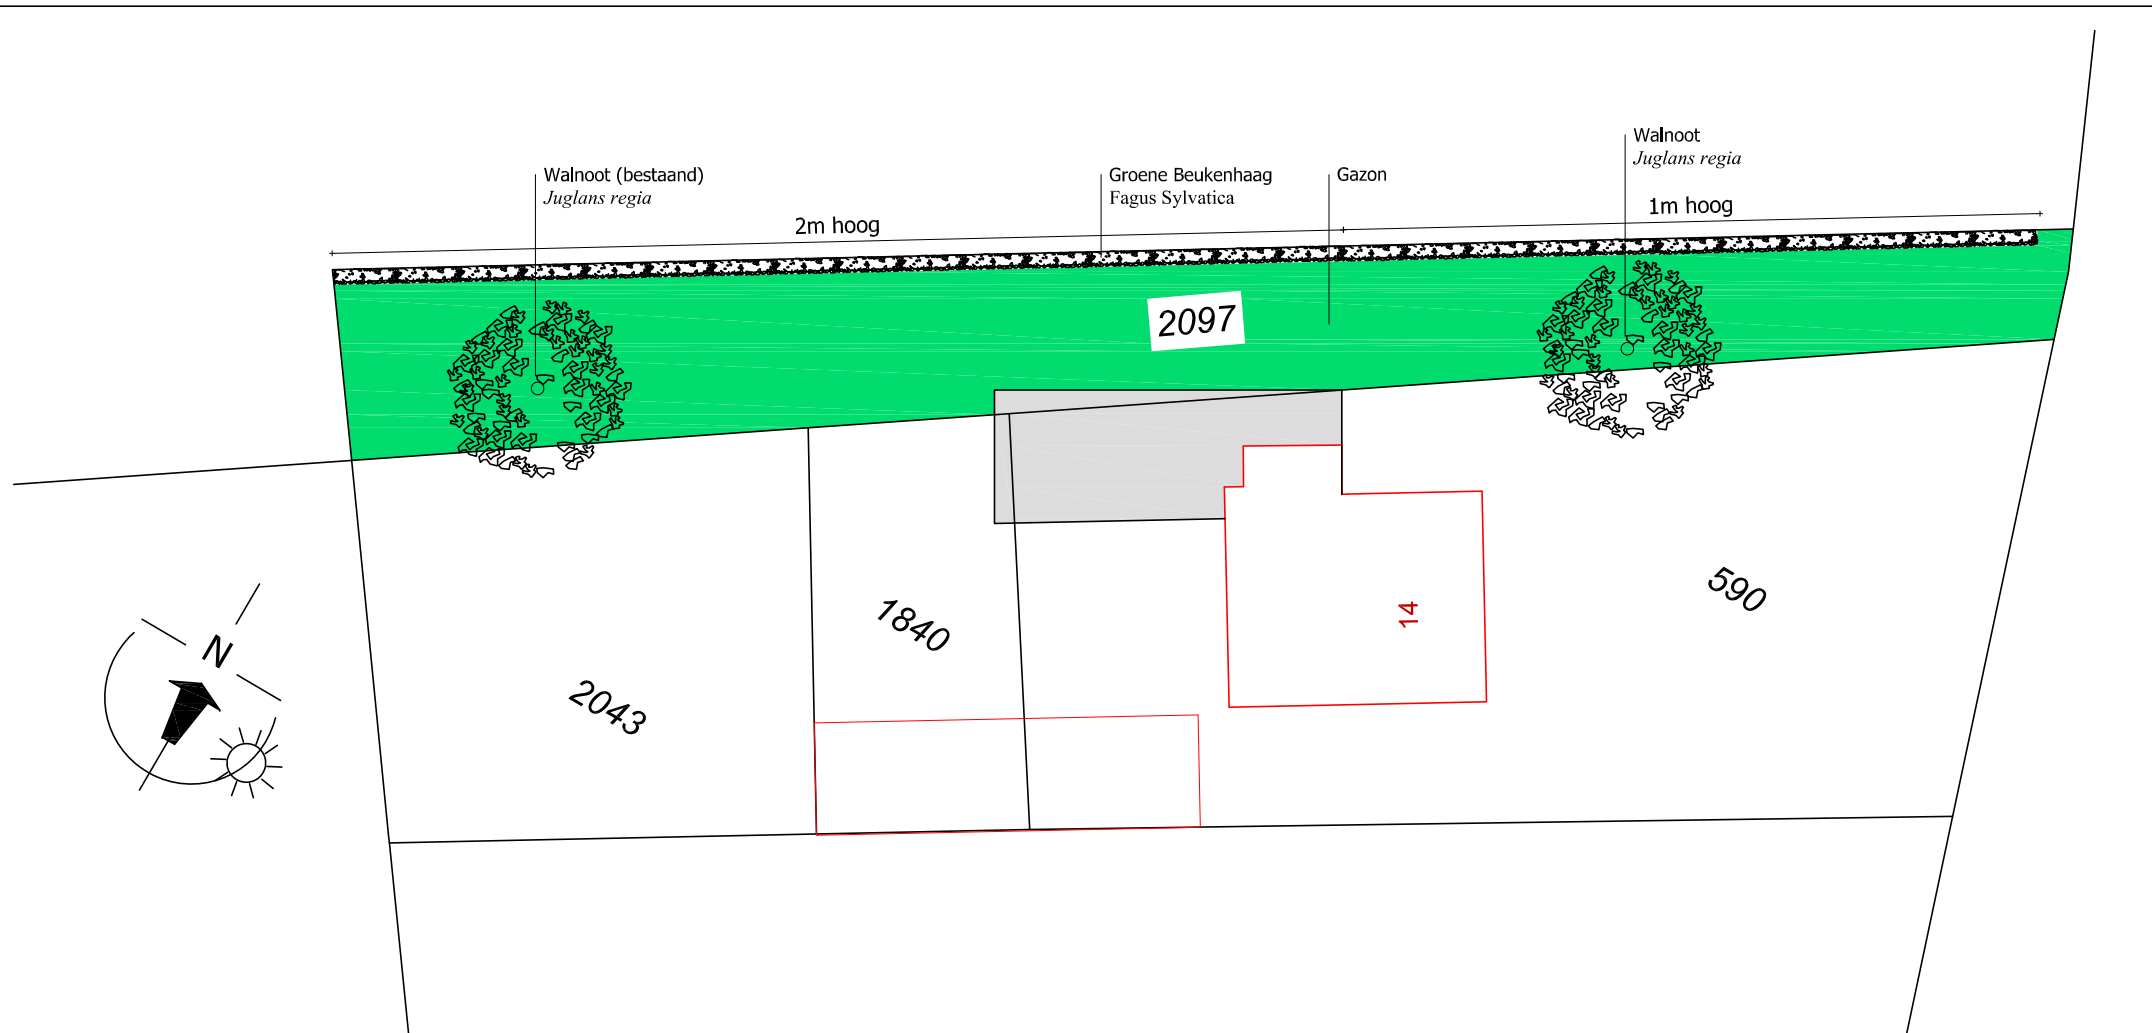 Walnoot
Juglans regia
Walnoot (bestaand)
Juglans regia
Groene Beukenhaag
Fagus Sylvatica
Gazon
2m hoog
1m hoog
2097
1840
590
14
N
2043